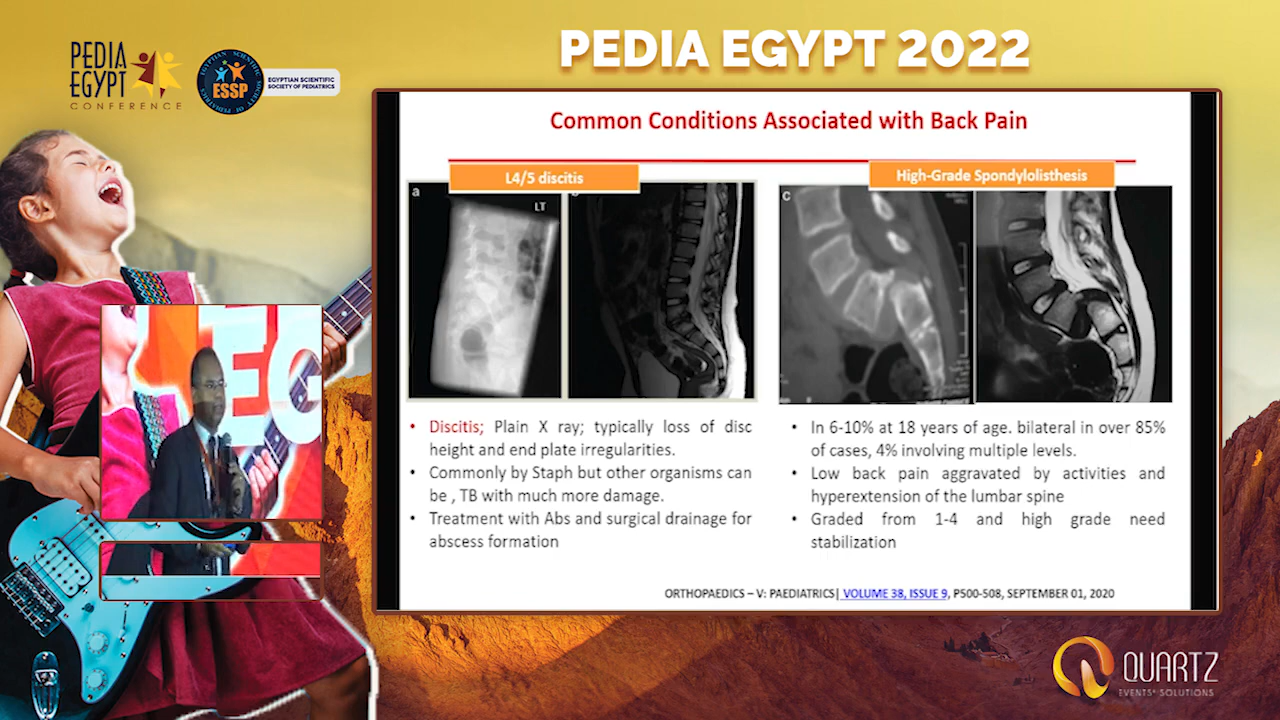 PEDIA
EGYPT
CONFERENCE
ESSP
EGYPTIAN SCIENTIFIC
SOCIETY OF PEDIATRICS
PEDIA EGYPT 2022
Common Conditions Associated with Back Pain
L4/5 discitis
High-Grade Spondylolisthesis
a
LT
c
• Discitis; Plain X ray; typically loss of disc
height and end plate irregularities.
• Commonly by Staph but other organisms can
be , TB with much more damage.
• Treatment with Abs and surgical drainage for
abscess formation
• In 6-10% at 18 years of age. bilateral in over 85%
of cases, 4% involving multiple levels.
• Low back pain aggravated by activities and
hyperextension of the lumbar spine
• Graded from 1-4 and high grade need
stabilization
ORTHOPAEDICS – V: PAEDIATRICS| VOLUME 38, ISSUE 9, P500-508, SEPTEMBER 01, 2020
EG
QUARTZ
EVENTS' SOLUTIONS